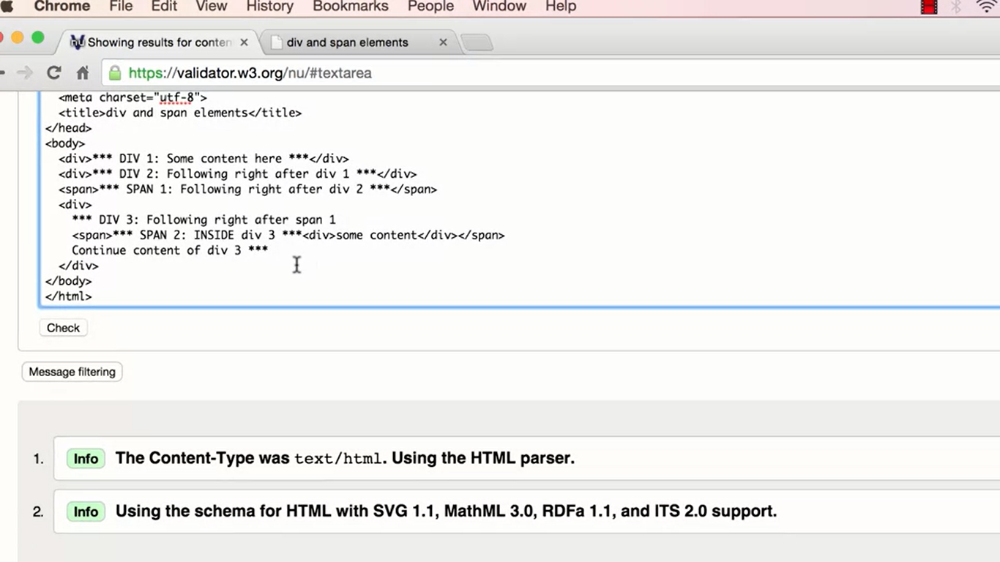 Chrome File Edit View History Bookmarks People Window Help
Showing results for conten
div and span elements
https://validator.w3.org/nu/#textarea
<meta charset="utf-8">
<title>div and span elements</title>
</head>
<body>
<div>*** DIV 1: Some content here ***</div>
<div>*** DIV 2: Following right after div 1 ***</div>
<span>*** SPAN 1: Following right after div 2 ***</span>
<div>
*** DIV 3: Following right after span 1
<span>*** SPAN 2: INSIDE div 3 ***<div>some content</div></span>
Continue content of div 3 ***
</div>
</body>
</html>
Check
Message filtering
1. Info The Content-Type was text/html. Using the HTML parser.
2. Info Using the schema for HTML with SVG 1.1, MathML 3.0, RDFa 1.1, and ITS 2.0 support.